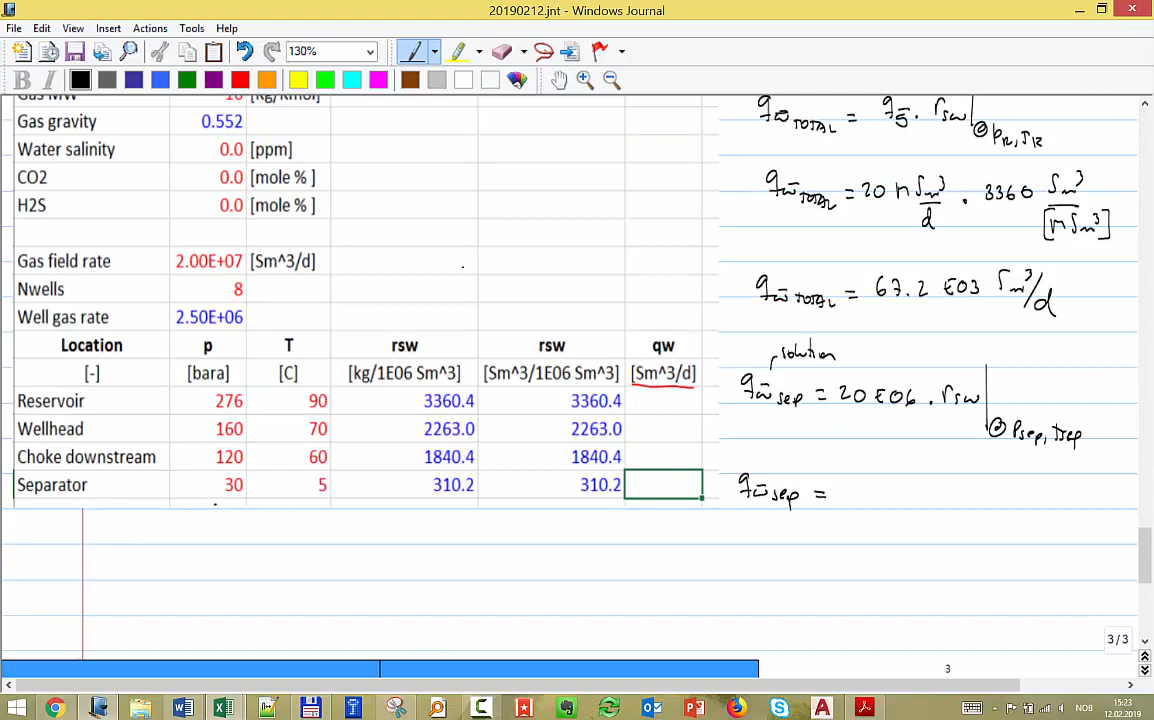 20190212.jnt - Windows Journal
File Edit View Insert Actions Tools Help
130%
Gas MW [Kg/Kmol]
Gas gravity 0.552
Water salinity 0.0 [ppm]
CO2 0.0 [mole % ]
H2S 0.0 [mole % ]
Gas field rate 2.00E+07 [Sm^3/d]
Nwells 8
Well gas rate 2.50E+06
Location p T rsw rsw qw
[-] [bara] [C] [kg/1E06 Sm^3] [Sm^3/1E06 Sm^3] [Sm^3/d]
Reservoir 276 90 3360.4 3360.4
Wellhead 160 70 2263.0 2263.0
Choke downstream 120 60 1840.4 1840.4
Separator 30 5 310.2 310.2
q w̄ TOTAL = q ḡ . rsw | @ PR, TR
q w̄ TOTAL = 20 M Sm³/d . 3360 Sm³/[M Sm³]
q w̄ TOTAL = 67.2 E03 Sm³/d
solution
q w̄ sep = 20 E06 . rsw | @ Psep, Tsep
q w̄ sep =
3/3
3
NOB
15:23
12.02.2019